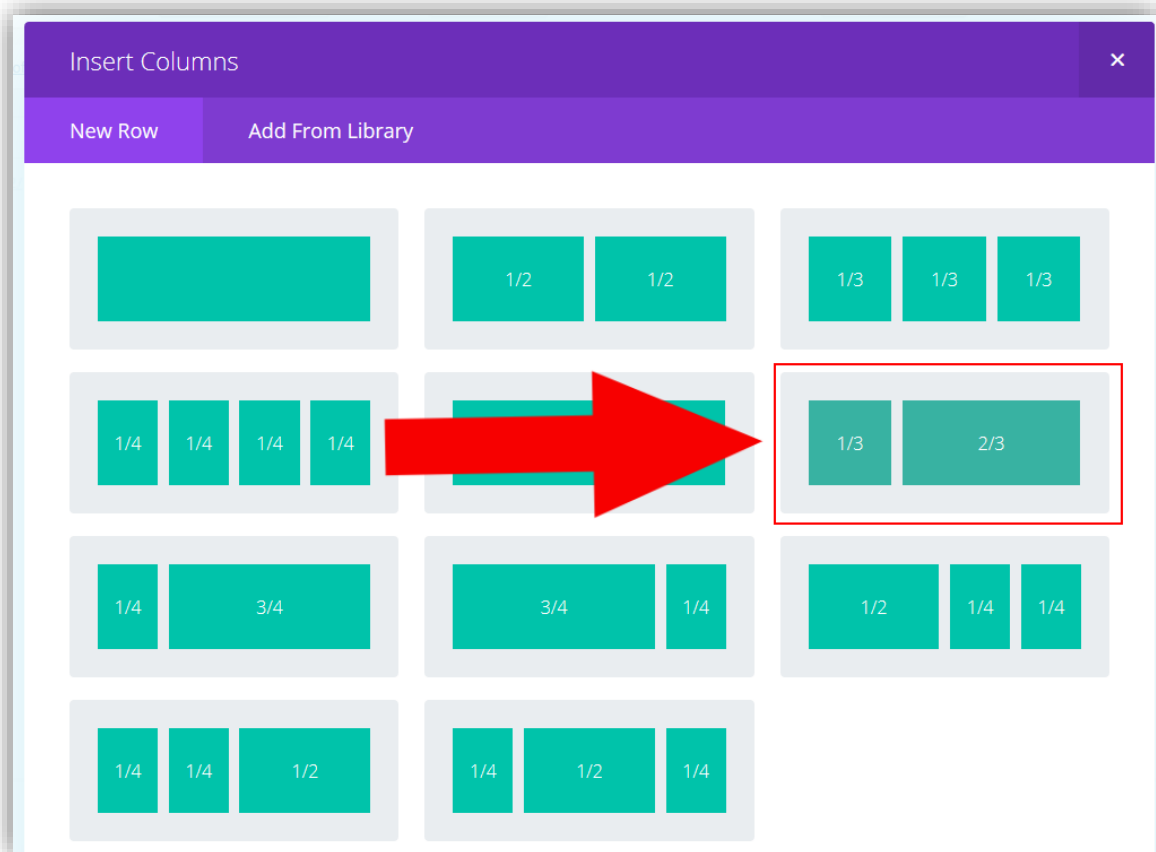 Insert Columns ×
New Row Add From Library
1/2 1/2 1/3 1/3 1/3
1/4 1/4 1/4 1/4 1/3 2/3
1/4 3/4 3/4 1/4 1/2 1/4 1/4
1/4 1/4 1/2 1/4 1/2 1/4